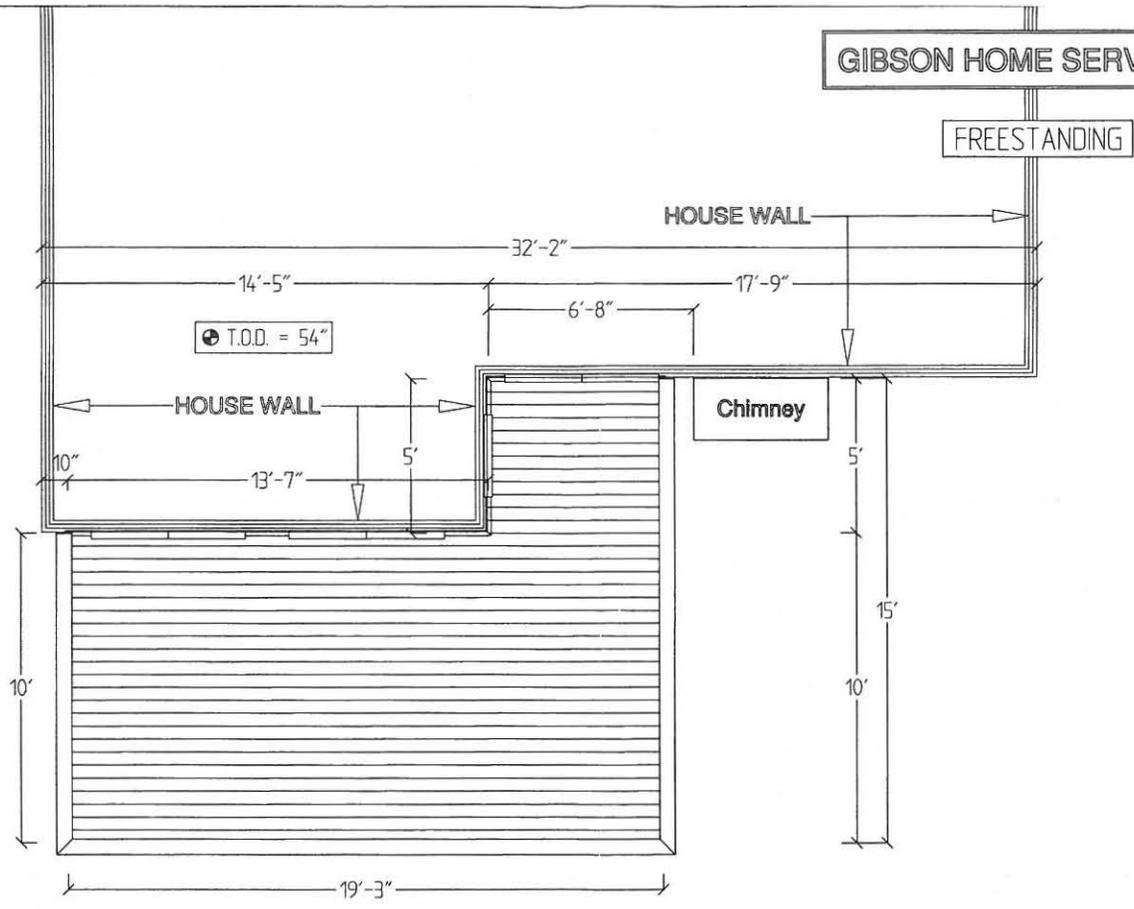 GIBSON HOME SERV
FREESTANDING
HOUSE WALL
32'-2"
14'-5"
17'-9"
6'-8"
T.O.D. = 54"
HOUSE WALL
Chimney
10"
13'-7"
5'
5'
10'
10'
15'
19'-3"